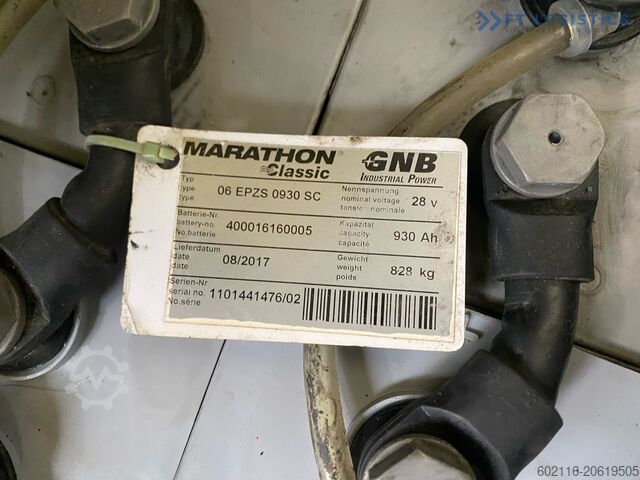 FT LOGISTICS
MARATHON Classic GNB INDUSTRIAL POWER
Typ type type 06 EPZS 0930 SC Nennspannung nominal voltage tension nominale 28 v
Batterie-Nr. battery-no. No.batterie 400016160005 Kapazität capacity capacité 930 Ah
Lieferdatum date date 08/2017 Gewicht weight poids 828 kg
Serien-Nr serial no. No.série 1101441476/02
602116-20619505